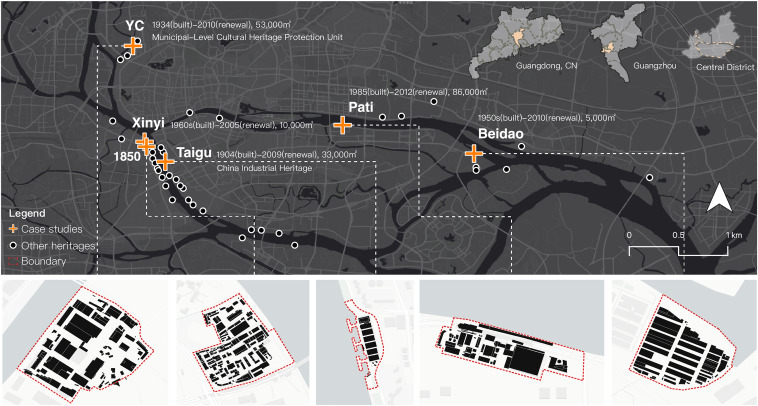 YC
1934(built)-2010(renewal), 53,000㎡
Municipal-Level Cultural Heritage Protection Unit
Guangdong, CN
Guangzhou
Central District
1985(built)-2012(renewal), 86,000㎡
Pati
Xinyi
1960s(built)-2005(renewal), 10,000㎡
1950s(built)-2010(renewal), 5,000㎡
Beidao
1850
Taigu
1904(built)-2009(renewal), 33,000㎡
China Industrial Heritage
Legend
Case studies
Other heritages
Boundary
0
0.5
1 km